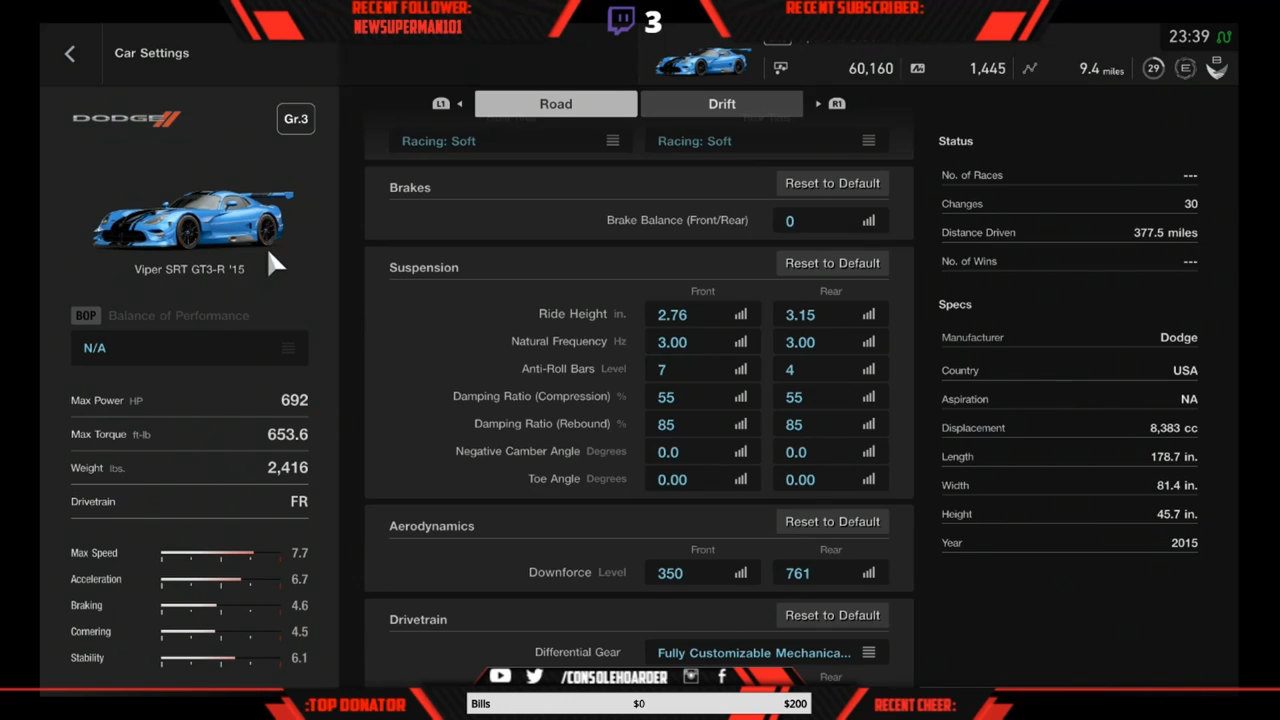 RECENT FOLLOWER:
NEWSUPERMAN101
3
RECENT SUBSCRIBER:
23:39
Car Settings
60,160
1,445
9.4 miles
29
E
B
DODGE
Gr.3
L1
Road
Drift
R1
Racing: Soft
Racing: Soft
Brakes
Reset to Default
Brake Balance (Front/Rear)
0
Suspension
Reset to Default
Front
Rear
Ride Height in.
2.76
3.15
Natural Frequency Hz
3.00
3.00
Anti-Roll Bars Level
7
4
Damping Ratio (Compression) %
55
55
Damping Ratio (Rebound) %
85
85
Negative Camber Angle Degrees
0.0
0.0
Toe Angle Degrees
0.00
0.00
Aerodynamics
Reset to Default
Front
Rear
Downforce Level
350
761
Drivetrain
Reset to Default
Differential Gear
Fully Customizable Mechanica...
Rear
Viper SRT GT3-R '15
BOP Balance of Performance
N/A
Max Power HP
692
Max Torque ft-lb
653.6
Weight lbs.
2,416
Drivetrain
FR
Max Speed
7.7
Acceleration
6.7
Braking
4.6
Cornering
4.5
Stability
6.1
Status
No. of Races
---
Changes
30
Distance Driven
377.5 miles
No. of Wins
---
Specs
Manufacturer
Dodge
Country
USA
Aspiration
NA
Displacement
8,383 cc
Length
178.7 in.
Width
81.4 in.
Height
45.7 in.
Year
2015
/CONSOLEHOARDER
:TOP DONATOR
Bills
$0
$200
RECENT CHEER: